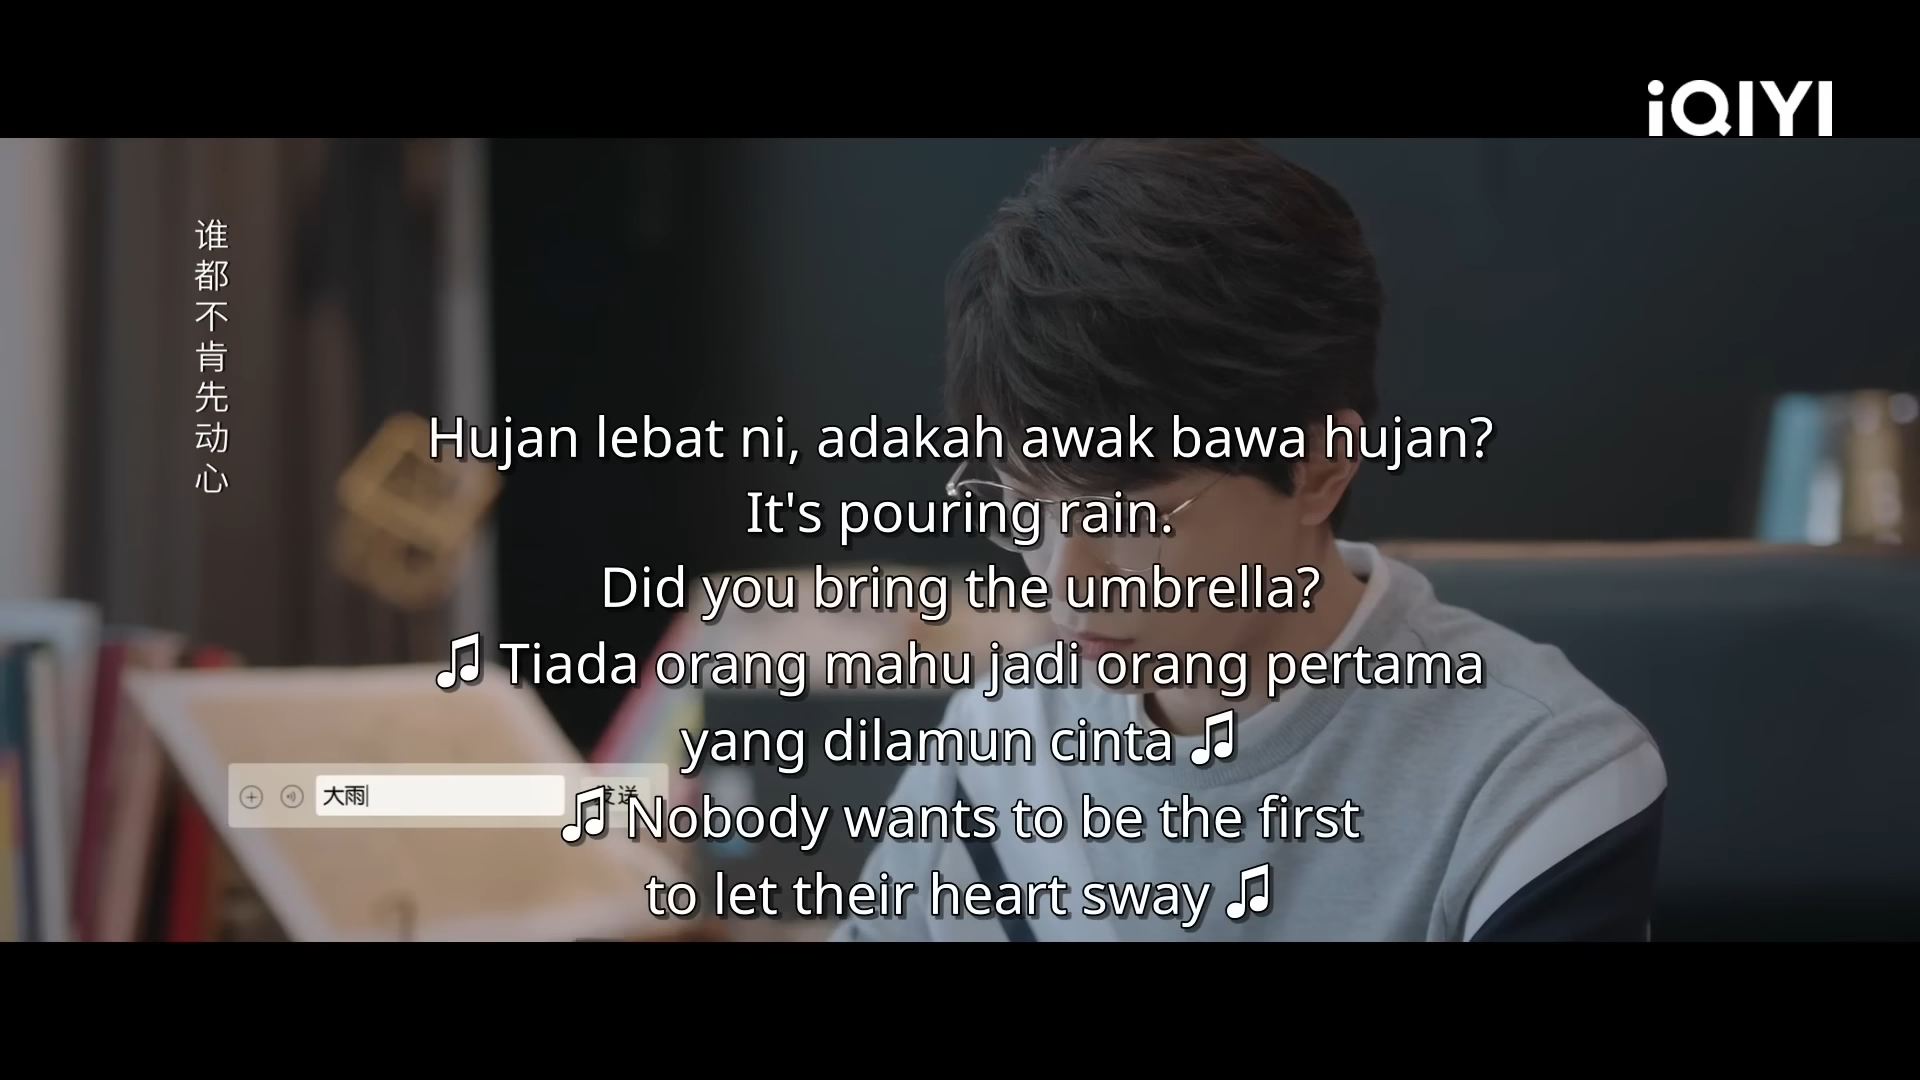 iQIYI
谁都不肯先动心
Hujan lebat ni, adakah awak bawa hujan?
It's pouring rain.
Did you bring the umbrella?
♫ Tiada orang mahu jadi orang pertama
yang dilamun cinta ♫
大雨
发送
♫ Nobody wants to be the first
to let their heart sway ♫